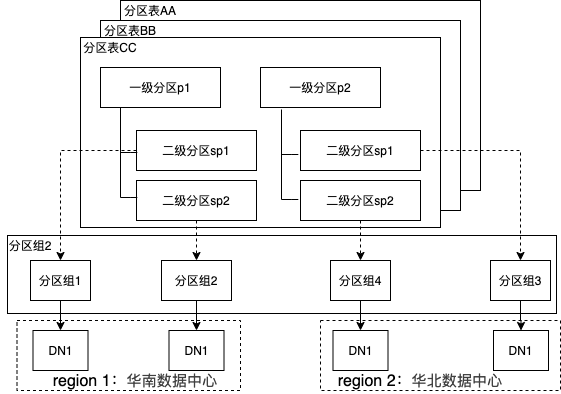 分区表AA
分区表BB
分区表CC
一级分区p1
一级分区p2
二级分区sp1
二级分区sp1
二级分区sp2
二级分区sp2
分区组2
分区组1
分区组2
分区组4
分区组3
DN1
DN1
DN1
DN1
region 1：华南数据中心
region 2：华北数据中心